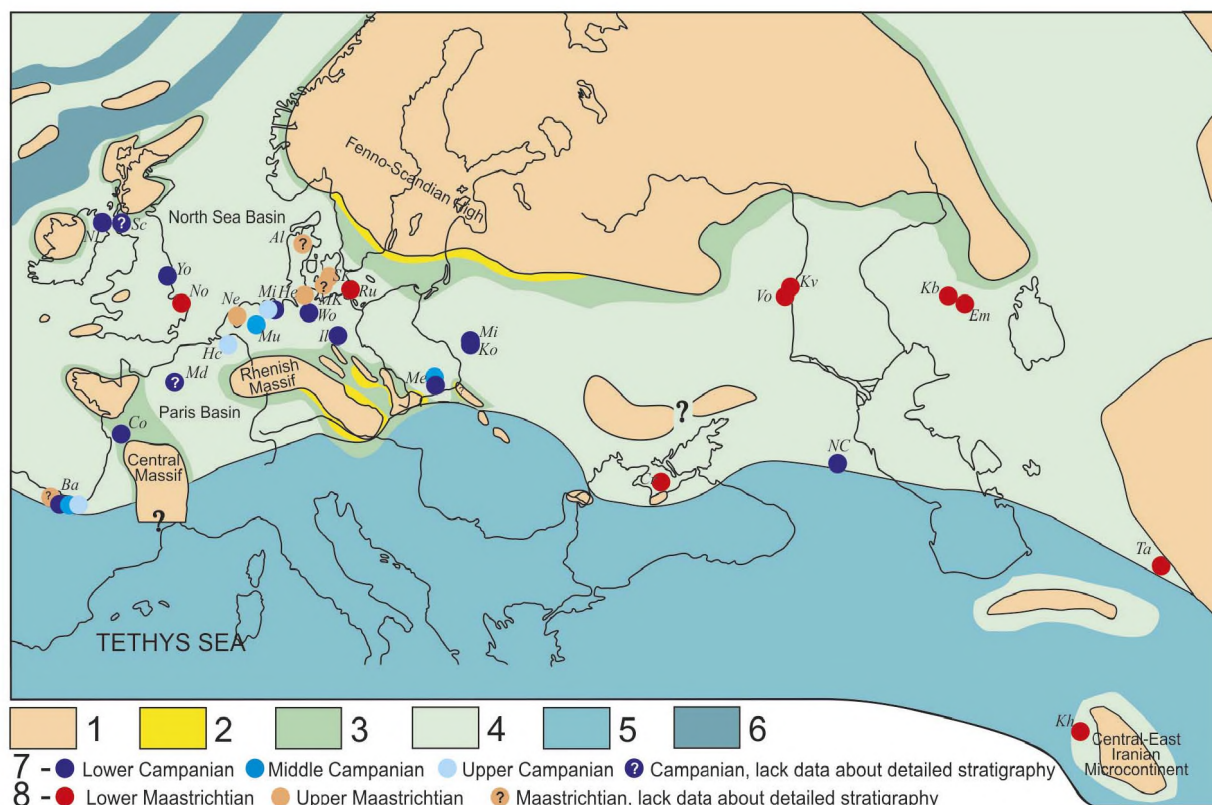 Fenno-Scandian High
North Sea Basin
? Sc
Al
?
Yo
No
Ne
Mi He
?
Ru
Wo
Mu
Il
Hc
? Md
Me
Mi
Ko
Kv
Vo
Kb
Em
Rhenish
Massif
Paris Basin
Co
Central
Massif
?
NC
? Ba
?
Ta
TETHYS SEA
Kh
Central-East
Iranian
Microcontinent
1 2 3 4 5 6
7 - Lower Campanian Middle Campanian Upper Campanian ? Campanian, lack data about detailed stratigraphy
8 - Lower Maastrichtian Upper Maastrichtian ? Maastrichtian, lack data about detailed stratigraphy